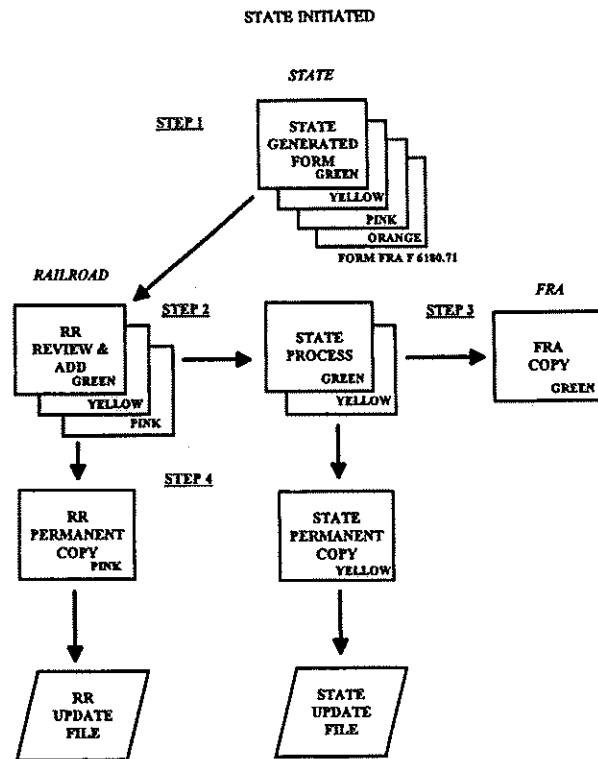 STATE INITIATED
STATE
STEP 1
STATE
GENERATED
FORM
GREEN
YELLOW
PINK
ORANGE
FORM FRA F 6180.71
RAILROAD
STEP 2
STEP 3
FRA
RR
REVIEW &
ADD
GREEN
YELLOW
PINK
STATE
PROCESS
GREEN
YELLOW
FRA
COPY
GREEN
STEP 4
RR
PERMANENT
COPY
PINK
STATE
PERMANENT
COPY
YELLOW
RR
UPDATE
FILE
STATE
UPDATE
FILE